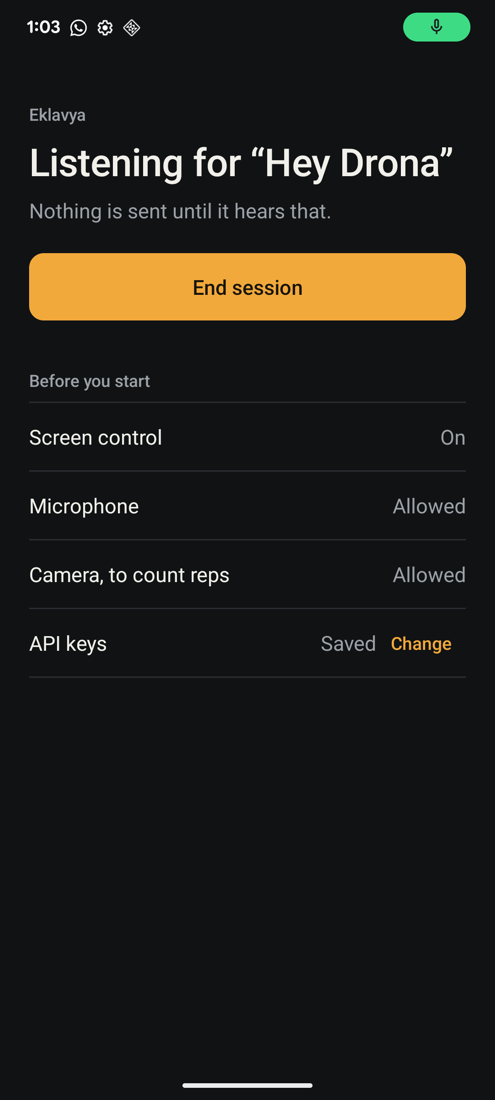 1:03
Eklavya
Listening for “Hey Drona”
Nothing is sent until it hears that.
End session
Before you start
Screen control On
Microphone Allowed
Camera, to count reps Allowed
API keys Saved Change